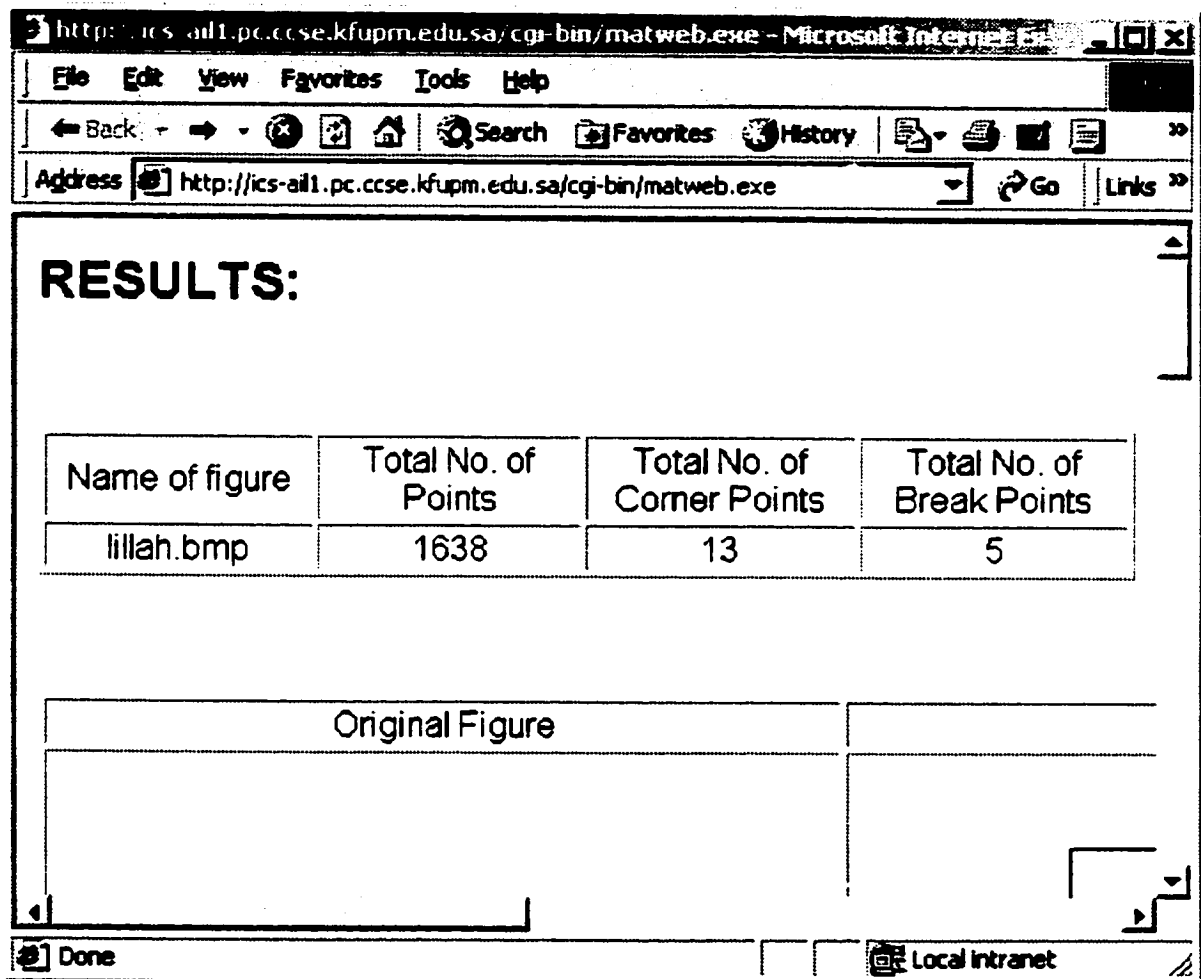 http://ics-ail1.pc.ccse.kfupm.edu.sa/cgi-bin/matweb.exe - Microsoft Internet
File Edit View Favorites Tools Help
Back Search Favorites History »
Address http://ics-ail1.pc.ccse.kfupm.edu.sa/cgi-bin/matweb.exe Go Links »
RESULTS:
Name of figure Total No. of Points Total No. of Corner Points Total No. of Break Points
lillah.bmp 1638 13 5
Original Figure
Done Local intranet